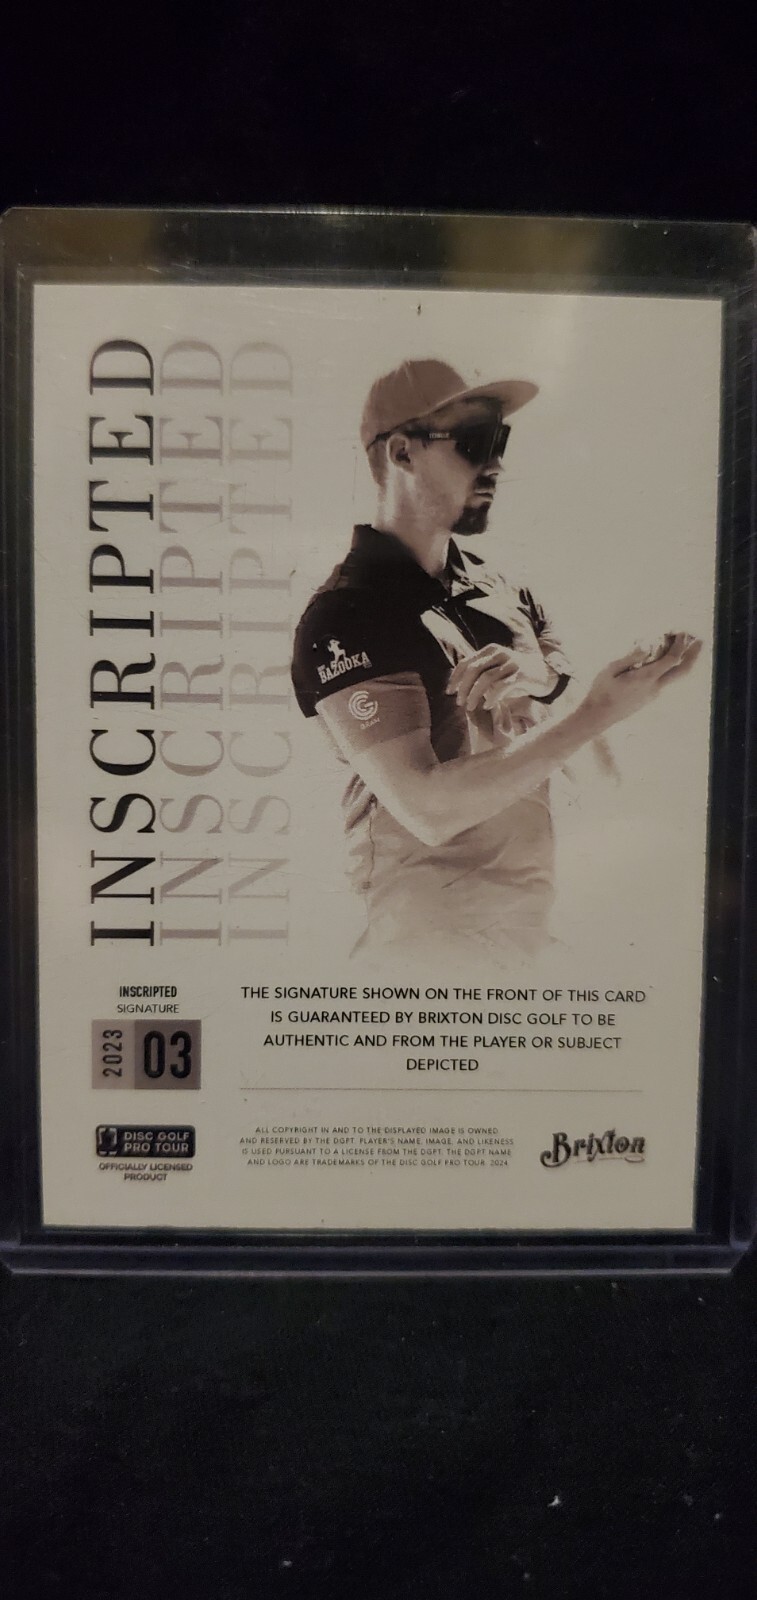 INSCRIPTED
INSCRIPTED
INSCRIPTED
BAZOOKA
INSCRIPTED
SIGNATURE
2023
03
THE SIGNATURE SHOWN ON THE FRONT OF THIS CARD
IS GUARANTEED BY BRIXTON DISC GOLF TO BE
AUTHENTIC AND FROM THE PLAYER OR SUBJECT
DEPICTED
DISC GOLF
PRO TOUR
OFFICIALLY LICENSED
PRODUCT
ALL COPYRIGHT IN AND TO THE DISPLAYED IMAGE IS OWNED
AND RESERVED BY THE DGPT. PLAYER'S NAME, IMAGE, AND LIKENESS
IS USED PURSUANT TO A LICENSE FROM THE DGPT. THE DGPT NAME
AND LOGO ARE TRADEMARKS OF THE DISC GOLF PRO TOUR. 2024
Brixton